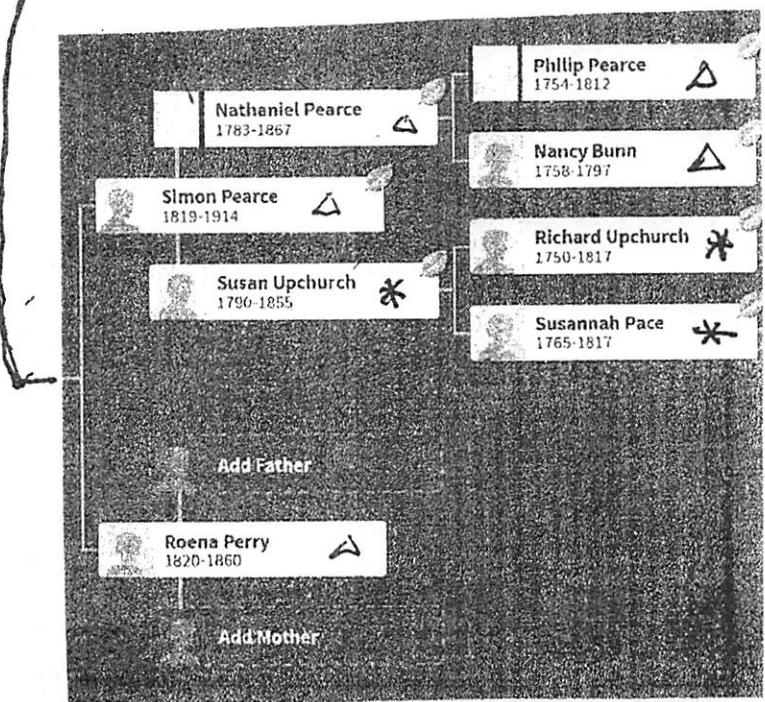 Philip Pearce
1754-1812
Nathaniel Pearce
1783-1867
Nancy Bunn
1758-1797
Simon Pearce
1819-1914
Richard Upchurch
1750-1817
Susan Upchurch
1790-1855
Susannah Pace
1765-1817
Add Father
Roena Perry
1820-1860
Add Mother